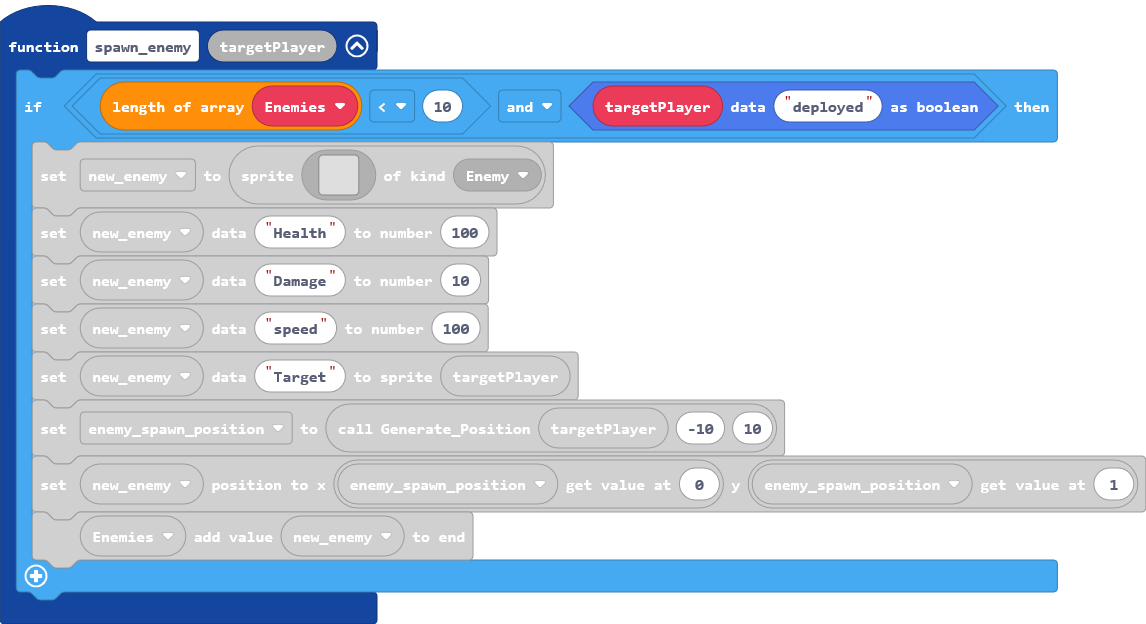 function spawn_enemy targetPlayer
if length of array Enemies < 10 and targetPlayer data "deployed" as boolean then
set new_enemy to sprite of kind Enemy
set new_enemy data "Health" to number 100
set new_enemy data "Damage" to number 10
set new_enemy data "speed" to number 100
set new_enemy data "Target" to sprite targetPlayer
set enemy_spawn_position to call Generate_Position targetPlayer -10 10
set new_enemy position to x enemy_spawn_position get value at 0 y enemy_spawn_position get value at 1
Enemies add value new_enemy to end